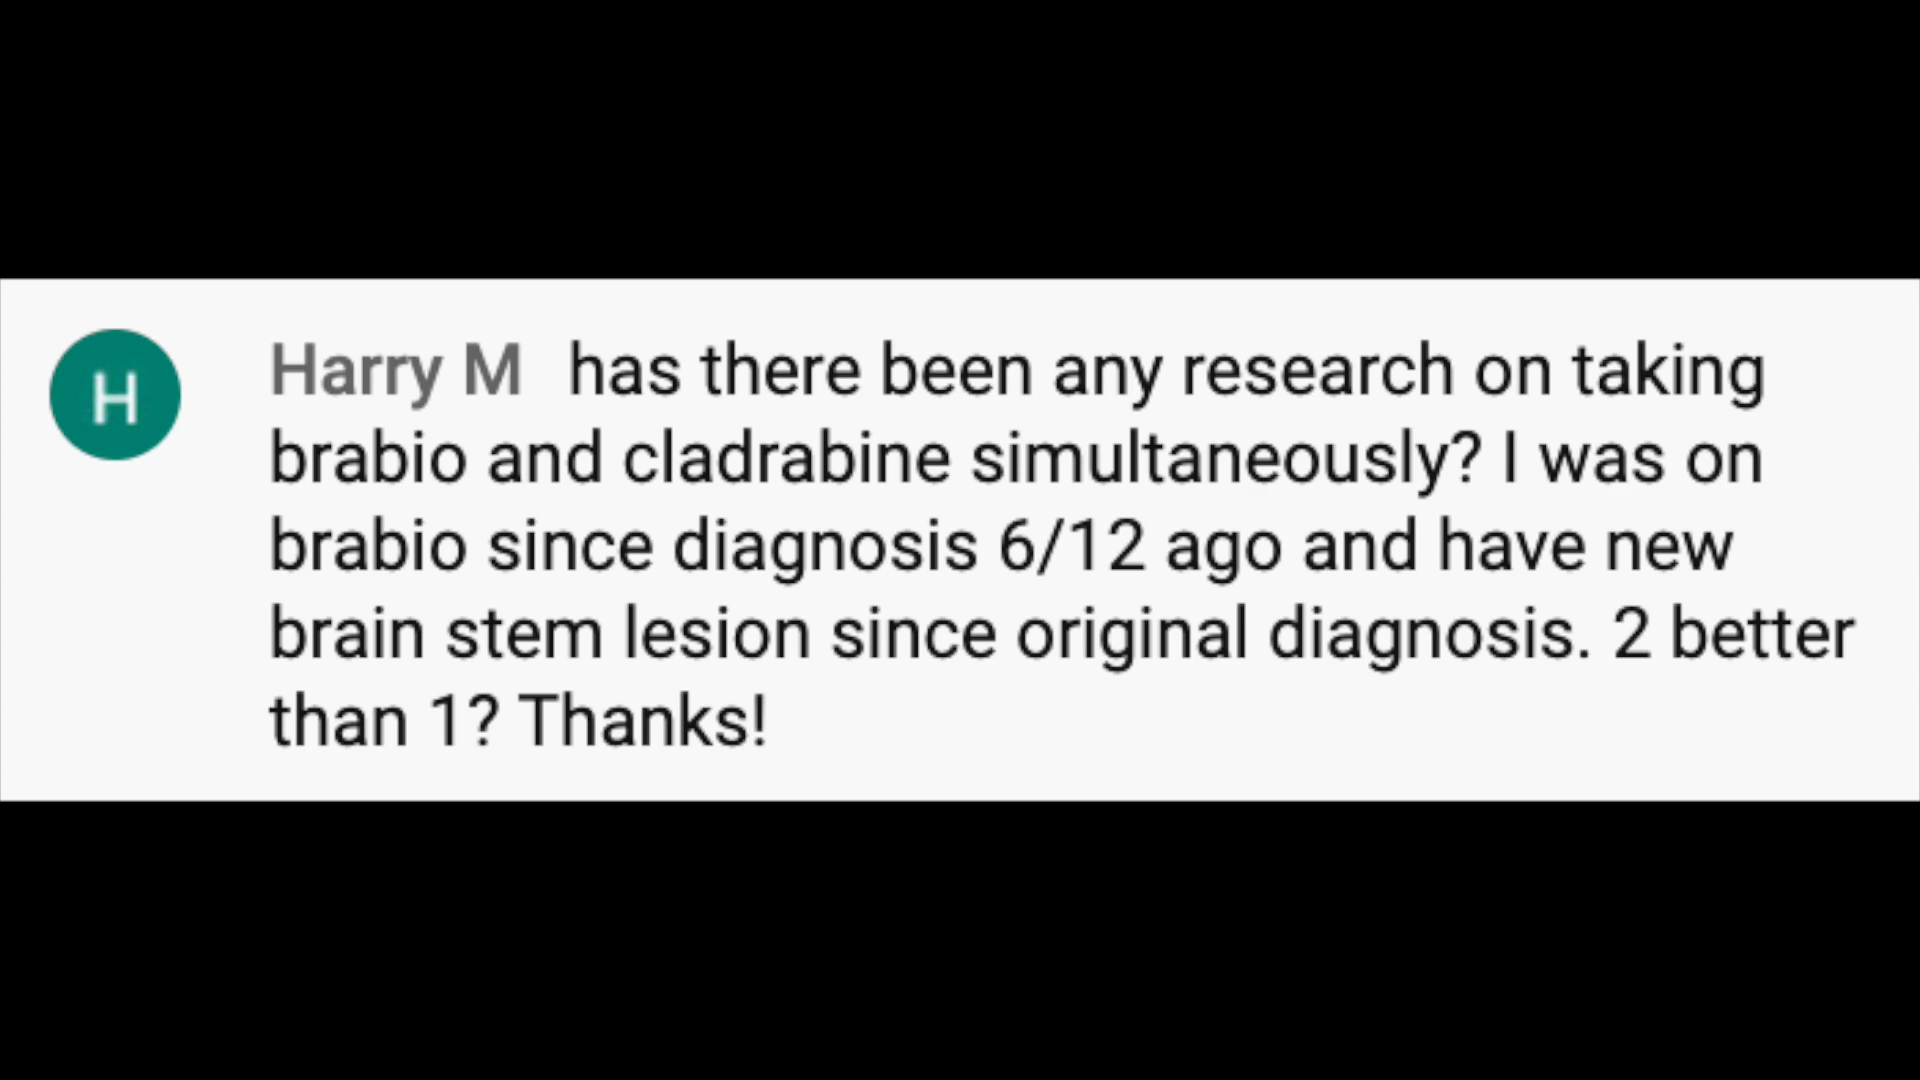 H
Harry M has there been any research on taking
brabio and cladrabine simultaneously? I was on
brabio since diagnosis 6/12 ago and have new
brain stem lesion since original diagnosis. 2 better
than 1? Thanks!